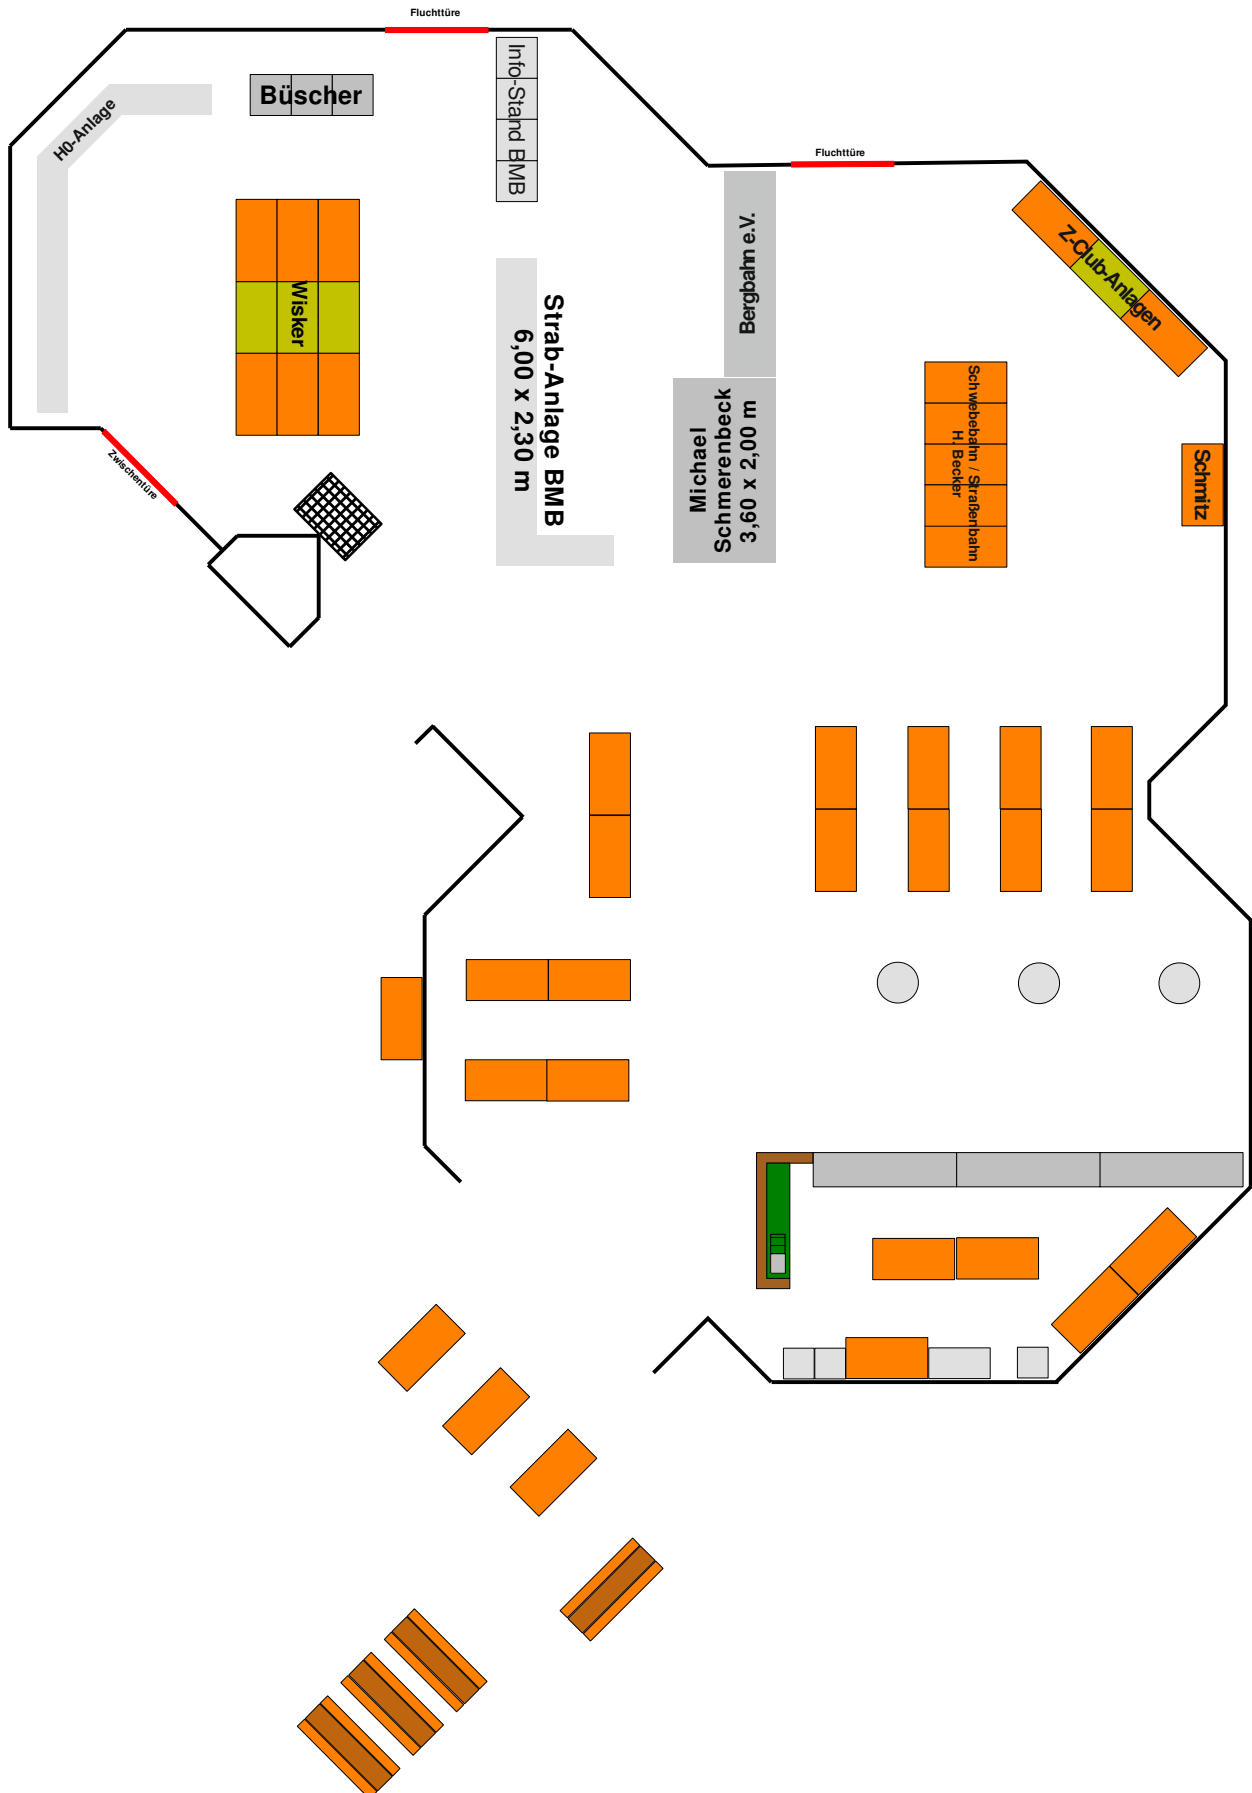 Fluchttüre
Büscher
Info-Stand BMB
H0-Anlage
Fluchttüre
Bergbahn e.V.
Z-Club-Anlagen
Wisker
Strab-Anlage BMB
6,00 x 2,30 m
Michael
Schmerenbeck
3,60 x 2,00 m
Schwebebahn / Straßenbahn
H. Becker
Schmitz
Zwischentüre